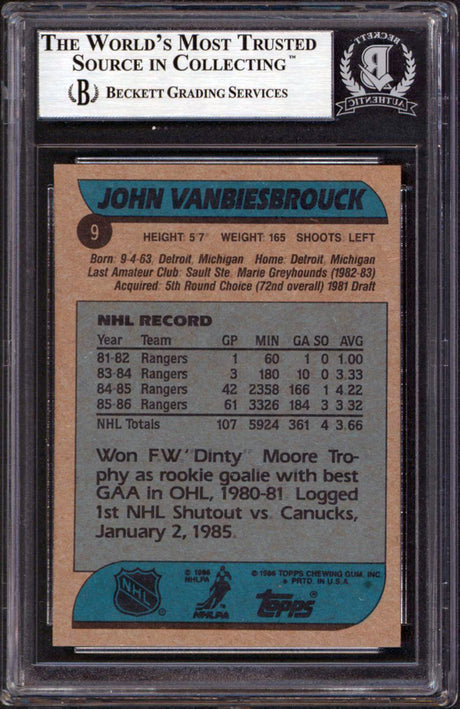 THE WORLD'S MOST TRUSTED
SOURCE IN COLLECTING™
B BECKETT GRADING SERVICES
BECKETT
AUTHENTIC
JOHN VANBIESBROUCK
9
HEIGHT: 5'7" WEIGHT: 165 SHOOTS: LEFT
Born: 9-4-63, Detroit, Michigan Home: Detroit, Michigan
Last Amateur Club: Sault Ste. Marie Greyhounds (1982-83)
Acquired: 5th Round Choice (72nd overall) 1981 Draft
NHL RECORD
Year Team GP MIN GA SO AVG
81-82 Rangers 1 60 1 0 1.00
83-84 Rangers 3 180 10 0 3.33
84-85 Rangers 42 2358 166 1 4.22
85-86 Rangers 61 3326 184 3 3.32
NHL Totals 107 5924 361 4 3.66
Won F.W. "Dinty" Moore Tro-
phy as rookie goalie with best
GAA in OHL, 1980-81. Logged
1st NHL Shutout vs. Canucks,
January 2, 1985.
NHL
© 1986
NHLPA
NHLPA
© 1986 TOPPS CHEWING GUM, INC.
PRTD. IN U.S.A.
Topps